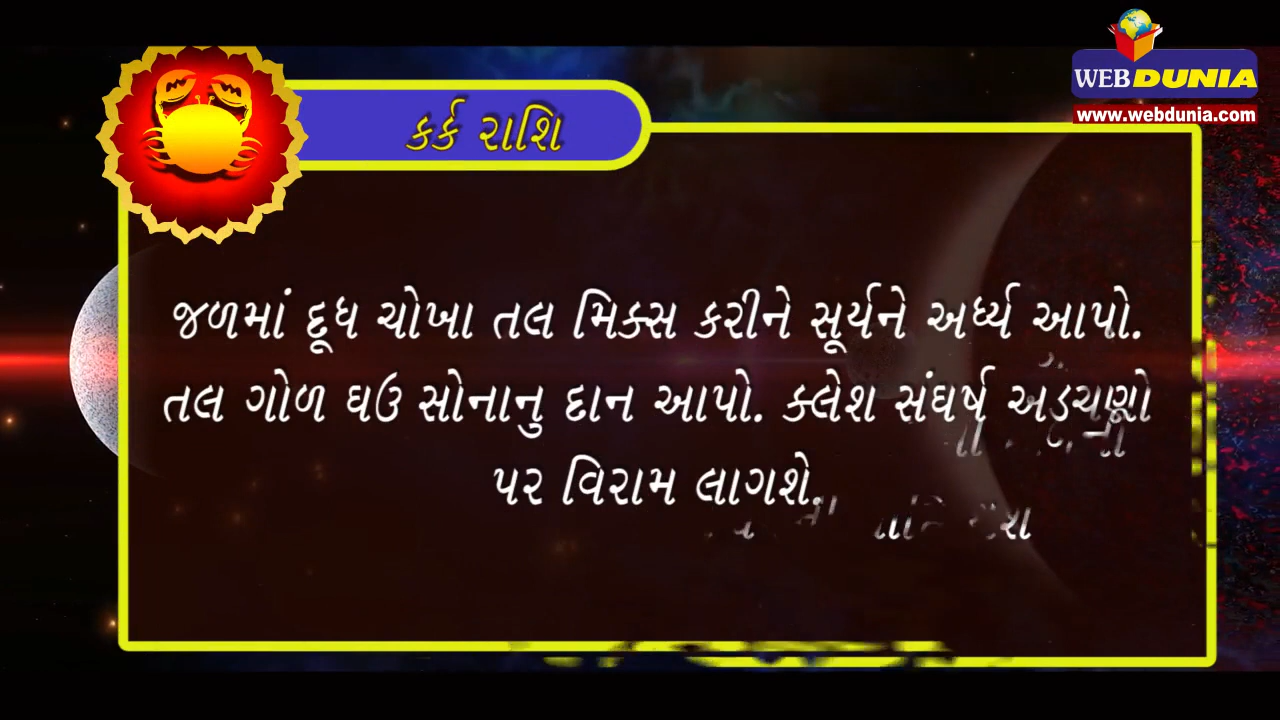 WEBDUNIA
www.webdunia.com
કર્ક રાશિ
જળમાં દૂધ ચોખા તલ મિક્સ કરીને સૂર્યને અર્ધ્ય આપો.
તલ ગોળ ઘઉ સોનાનુ દાન આપો. ક્લેશ સંઘર્ષ અડચણો
પર વિરામ લાગશે.